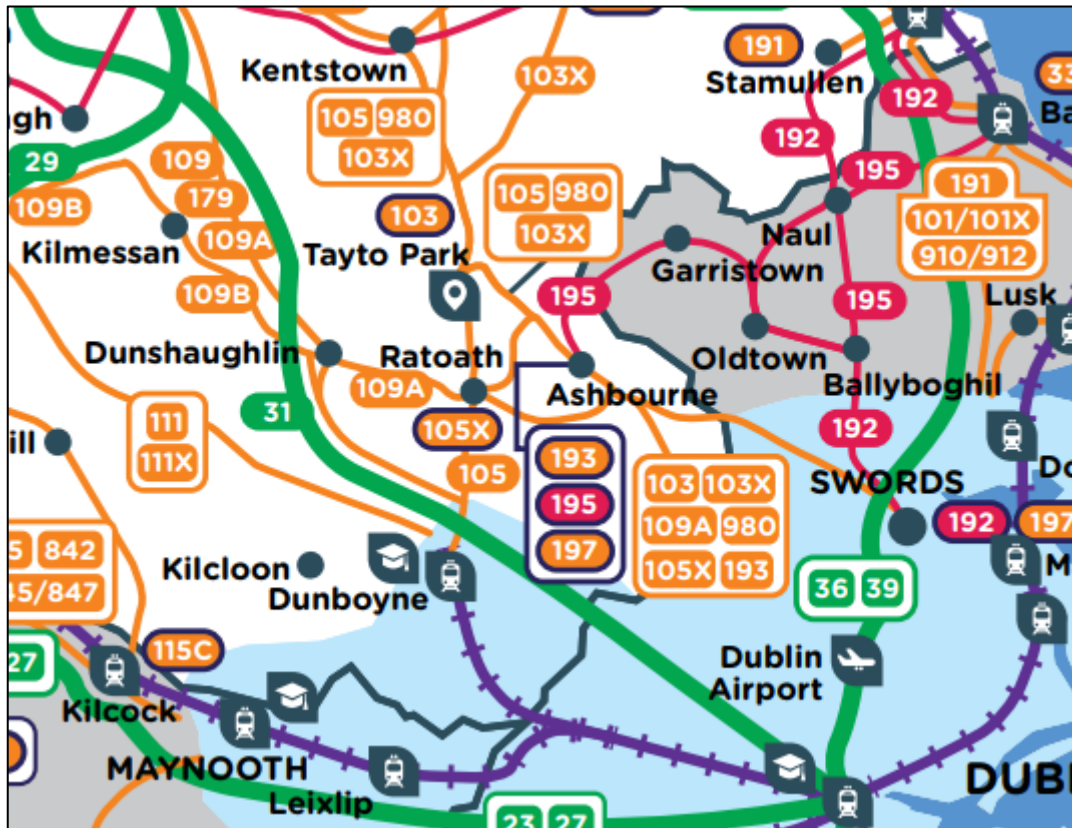 191
Kentstown
103X
Stamullen
192
105 980
103X
192
29
109
195
109B
179
103
105 980
103X
191
101/101X
910/912
Kilmessan
109A
Tayto Park
Naul
Garristown
109B
195
195
Lusk
Dunshaughlin
Ratoath
Oldtown
109A
Ashbourne
Ballyboghil
31
111
111X
105X
192
193
195
197
105
103 103X
109A 980
105X 193
SWORDS
192
197
842
/847
Kilcloon
Dunboyne
36 39
27
115C
Dublin
Airport
Kilcock
MAYNOOTH
Leixlip
23 27